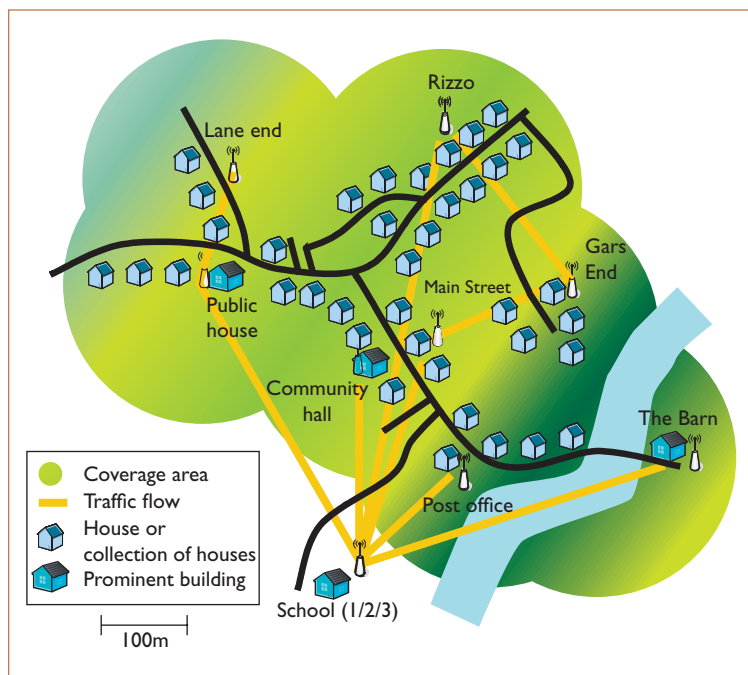 Rizzo
Lane end
Gars
End
Main Street
Public
house
Community
hall
The Barn
Post office
Coverage area
Traffic flow
House or
collection of houses
Prominent building
School (1/2/3)
100m